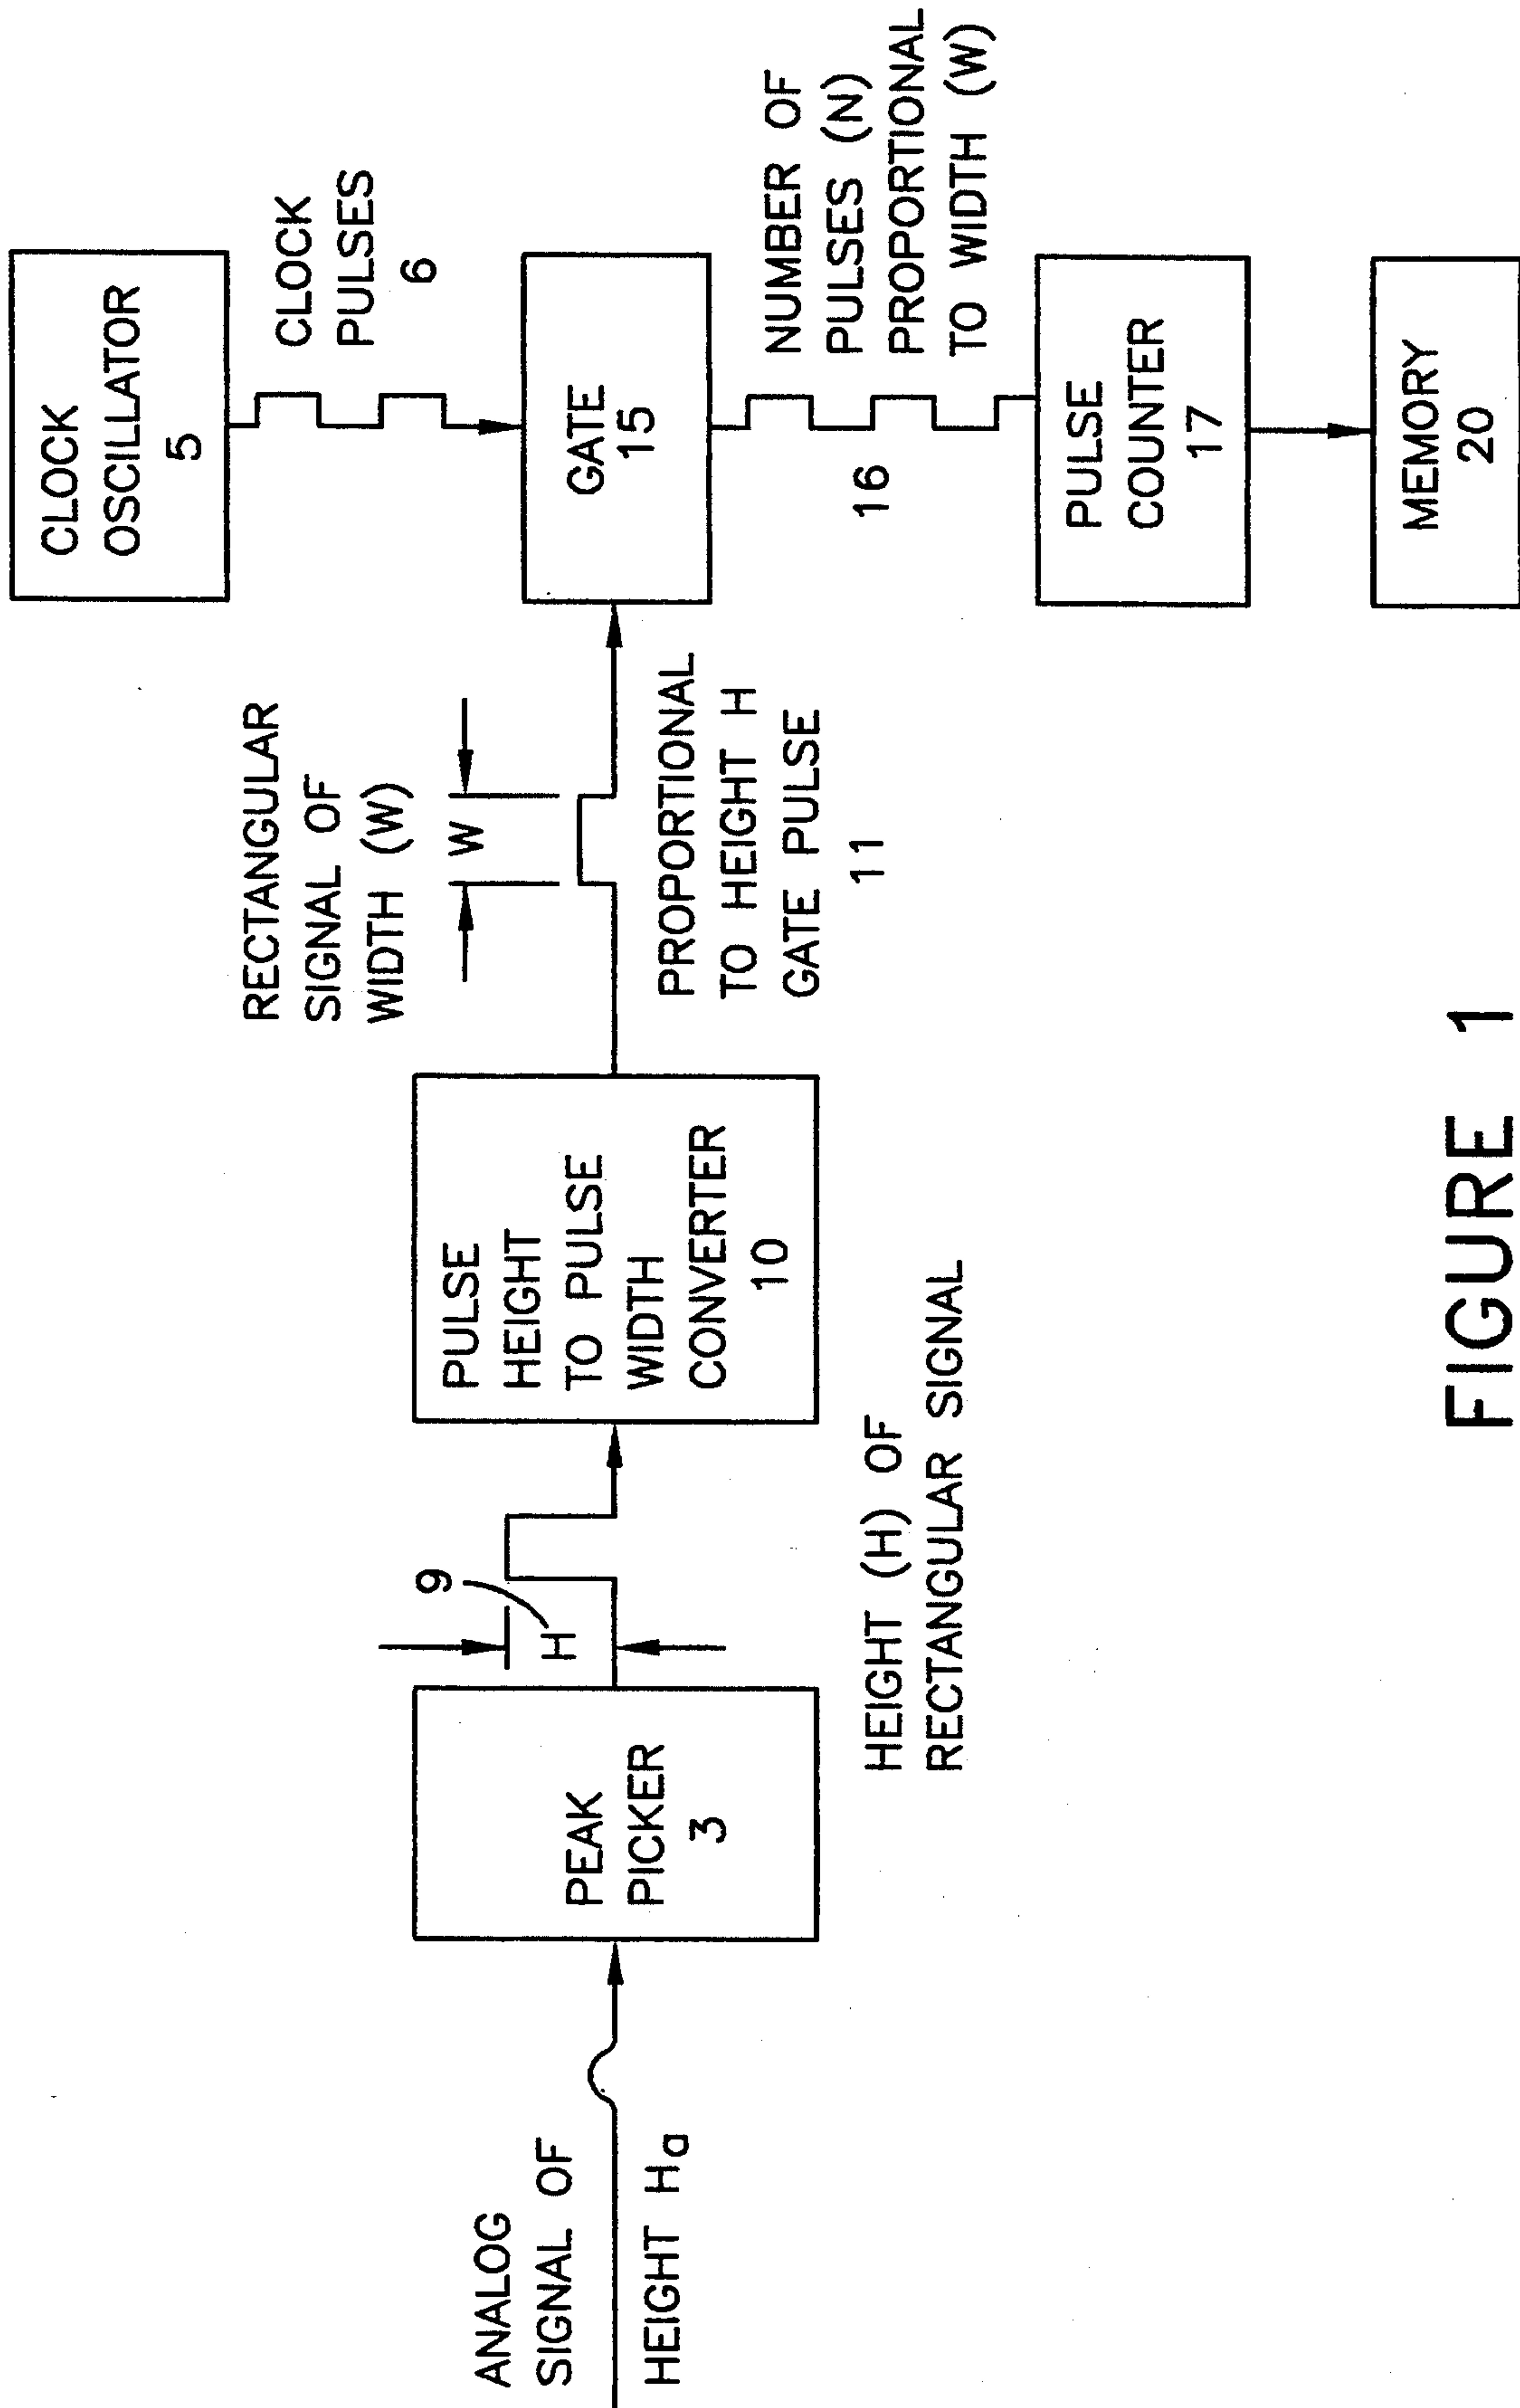 ANALOG
SIGNAL OF
HEIGHT Ha
PEAK
PICKER
3
9
H
HEIGHT (H) OF
RECTANGULAR SIGNAL
PULSE
HEIGHT
TO PULSE
WIDTH
CONVERTER
10
RECTANGULAR
SIGNAL OF
WIDTH (W)
W
PROPORTIONAL
TO HEIGHT H
GATE PULSE
11
CLOCK
OSCILLATOR
5
CLOCK
PULSES
6
GATE
15
16
NUMBER OF
PULSES (N)
PROPORTIONAL
TO WIDTH (W)
PULSE
COUNTER
17
MEMORY
20
FIGURE 1